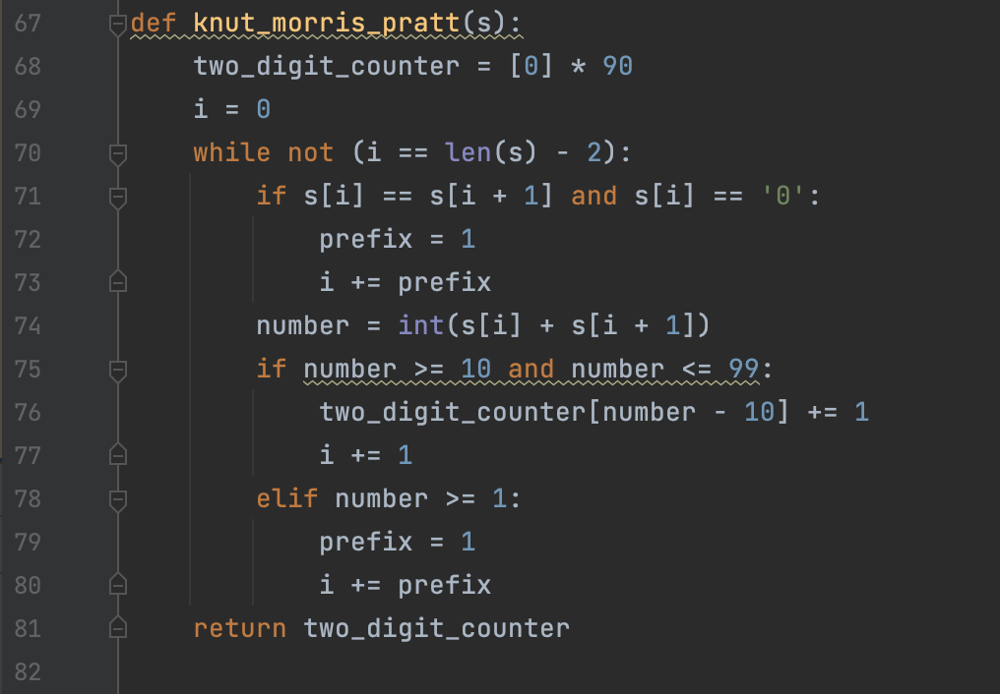 67 def knut_morris_pratt(s):
68     two_digit_counter = [0] * 90
69     i = 0
70     while not (i == len(s) - 2):
71         if s[i] == s[i + 1] and s[i] == '0':
72             prefix = 1
73             i += prefix
74         number = int(s[i] + s[i + 1])
75         if number >= 10 and number <= 99:
76             two_digit_counter[number - 10] += 1
77             i += 1
78         elif number >= 1:
79             prefix = 1
80             i += prefix
81     return two_digit_counter
82